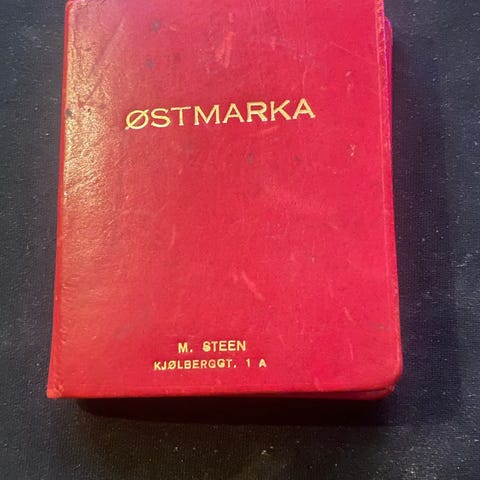 ØSTMARKA
M. STEEN
KJØLBERGGT. 1 A